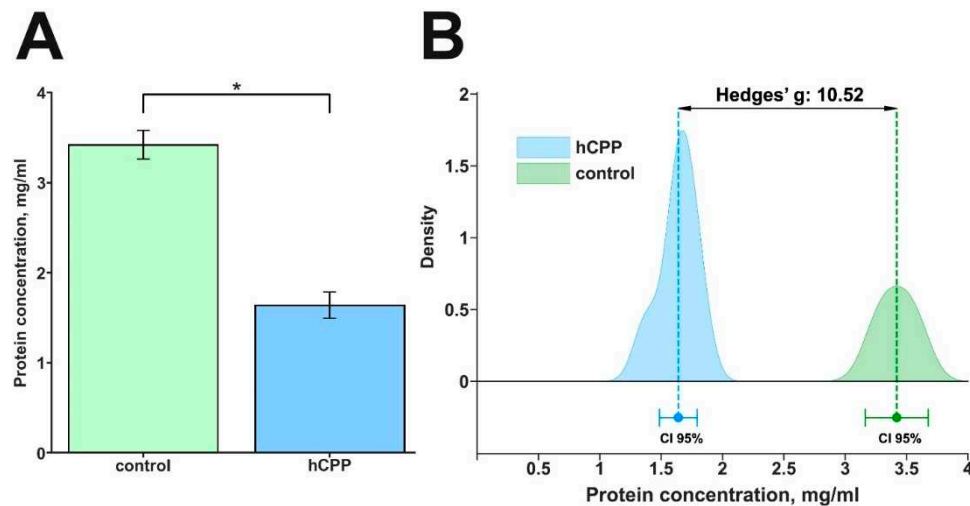 A
Protein concentration, mg/ml
4
3
2
1
0
*
control
hCPP
B
Density
2
1.5
1
0.5
0
Hedges’ g: 10.52
hCPP
control
CI 95%
CI 95%
0.5 1 1.5 2 2.5 3 3.5 4
Protein concentration, mg/ml